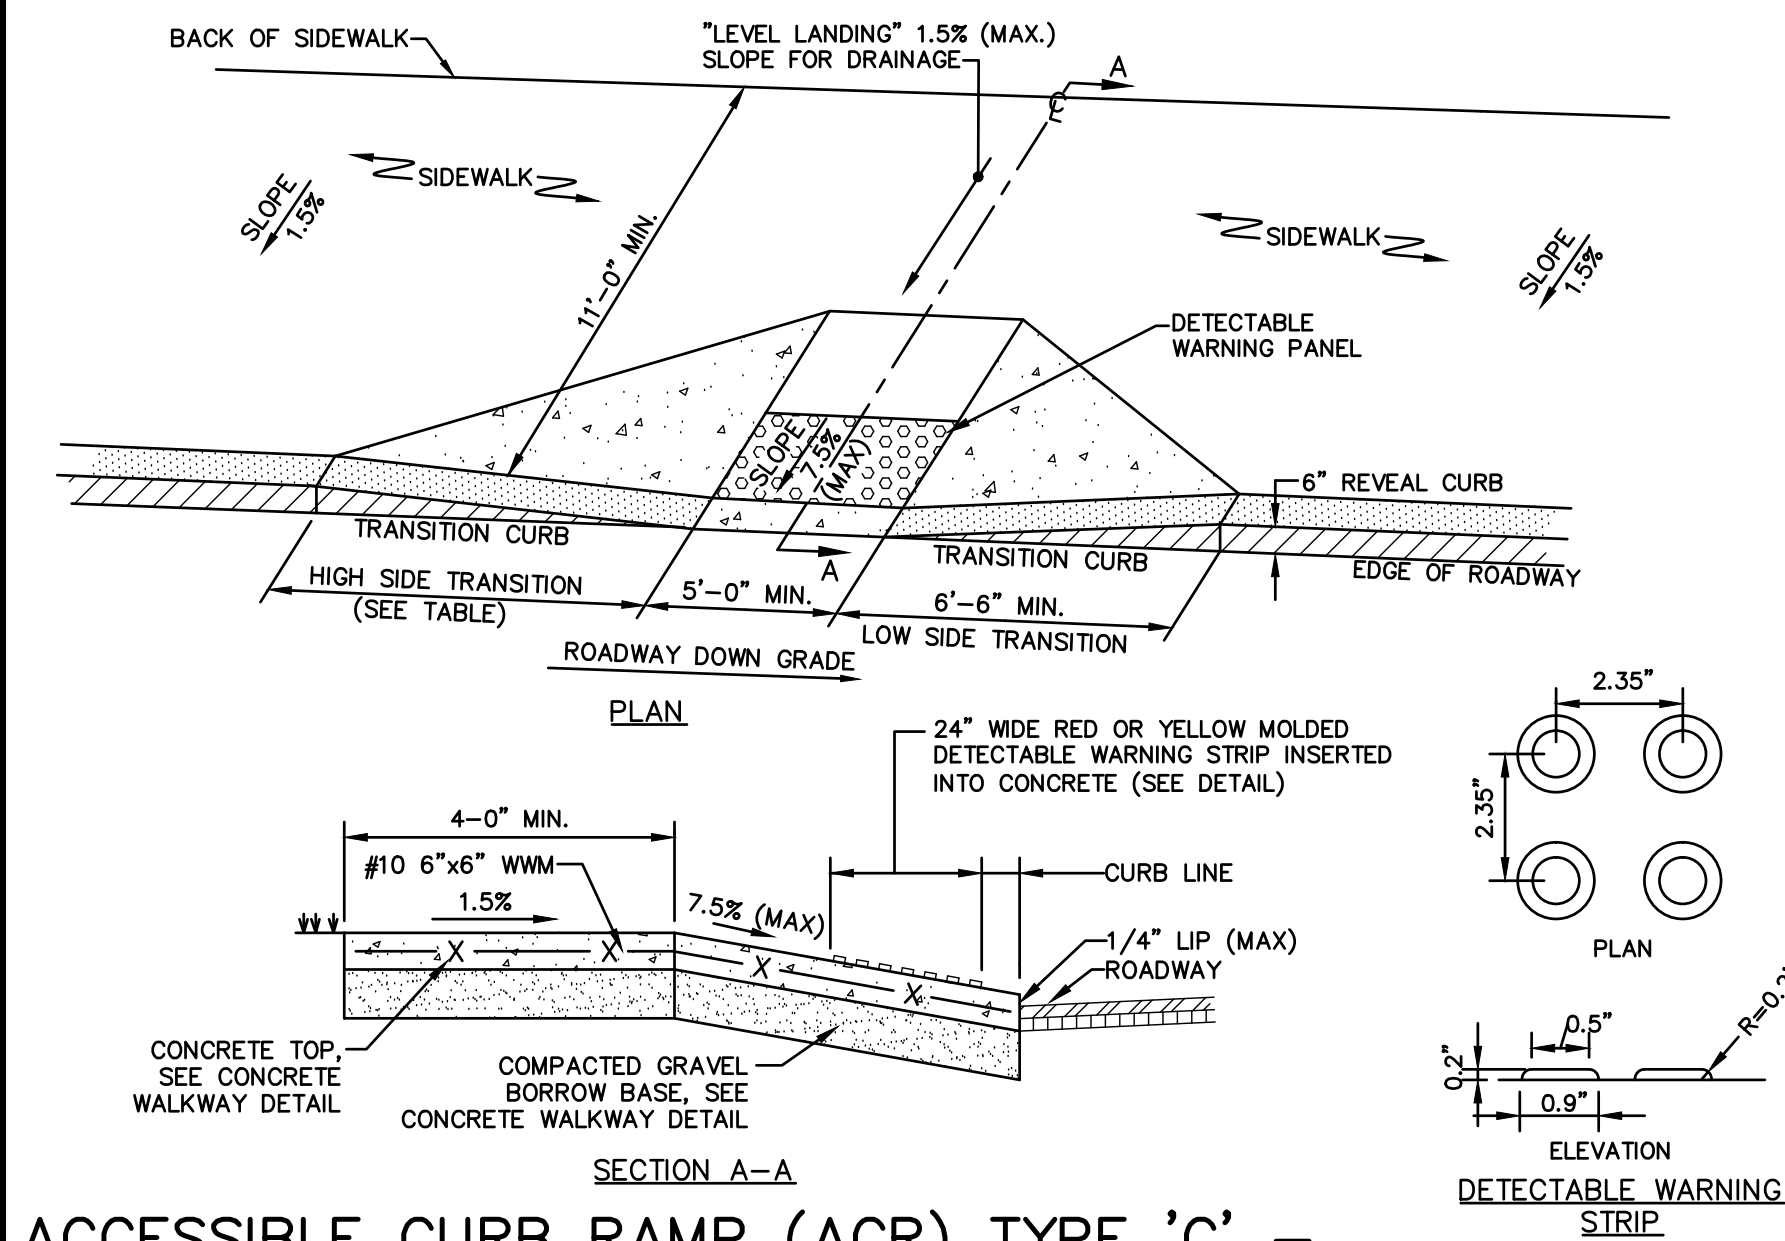 BACK OF SIDEWALK
"LEVEL LANDING" 1.5% (MAX.)
SLOPE FOR DRAINAGE
A
℄
SIDEWALK
SLOPE
1.5%
11'-0" MIN.
SIDEWALK
SLOPE
1.5%
DETECTABLE
WARNING PANEL
SLOPE
7.5%
(MAX)
6" REVEAL CURB
TRANSITION CURB
TRANSITION CURB
EDGE OF ROADWAY
A
HIGH SIDE TRANSITION
(SEE TABLE)
5'-0" MIN.
6'-6" MIN.
LOW SIDE TRANSITION
ROADWAY DOWN GRADE
PLAN
24" WIDE RED OR YELLOW MOLDED
DETECTABLE WARNING STRIP INSERTED
INTO CONCRETE (SEE DETAIL)
4-0" MIN.
#10 6"x6" WWM
1.5%
7.5% (MAX)
CURB LINE
1/4" LIP (MAX)
ROADWAY
CONCRETE TOP,
SEE CONCRETE
WALKWAY DETAIL
COMPACTED GRAVEL
BORROW BASE, SEE
CONCRETE WALKWAY DETAIL
SECTION A-A
2.35"
2.35"
PLAN
0.5"
0.2"
0.9"
ELEVATION
DETECTABLE WARNING
STRIP
ACCESSIBLE CURB RAMP (ACR) TYPE 'C' -